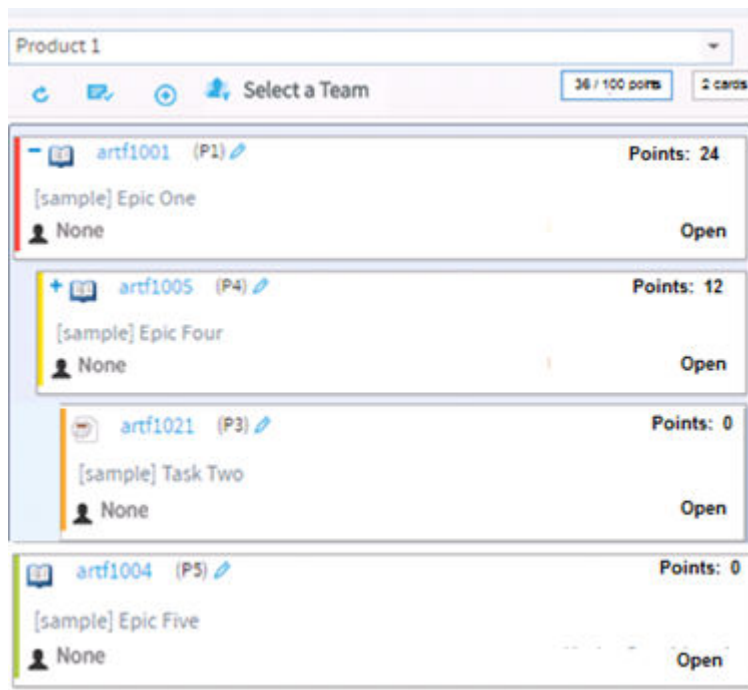 Product 1
Select a Team 36 / 100 points 2 cards
artf1001 (P1) Points: 24
[sample] Epic One
None Open
artf1005 (P4) Points: 12
[sample] Epic Four
None Open
artf1021 (P3) Points: 0
[sample] Task Two
None Open
artf1004 (P5) Points: 0
[sample] Epic Five
None Open